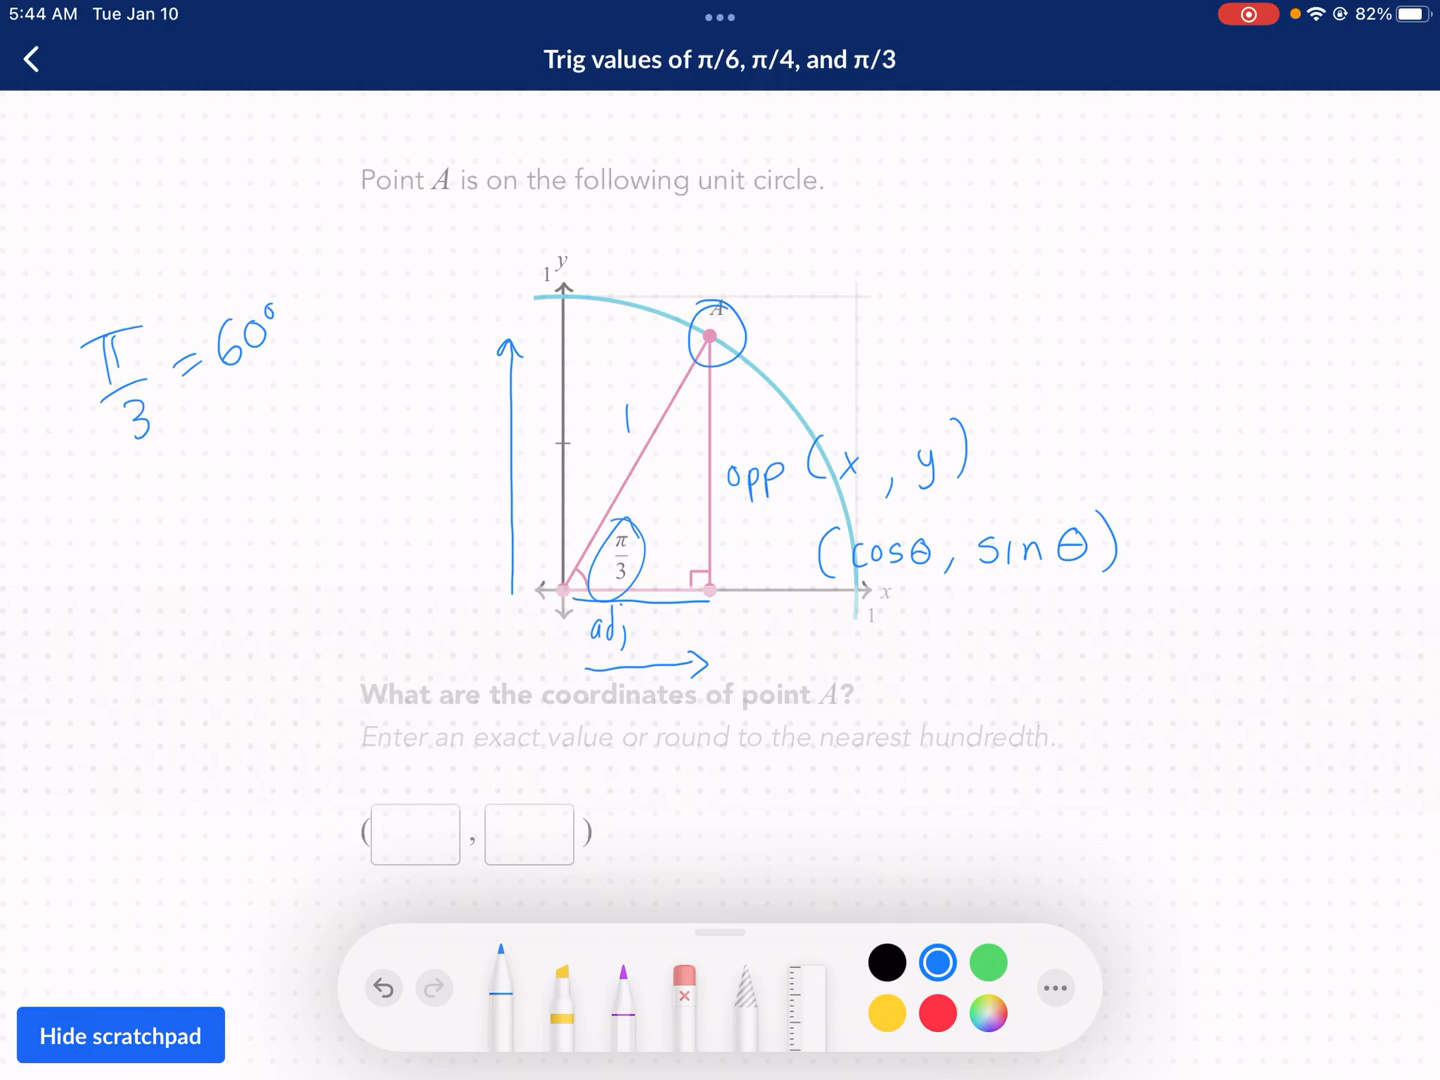 5:44 AM Tue Jan 10
82%
Trig values of π/6, π/4, and π/3
Point A is on the following unit circle.
y
1
A
π/3 = 60°
1
opp
(x, y)
(cosθ, sinθ)
π/3
x
1
adj
What are the coordinates of point A?
Enter an exact value or round to the nearest hundredth.
( , )
Hide scratchpad